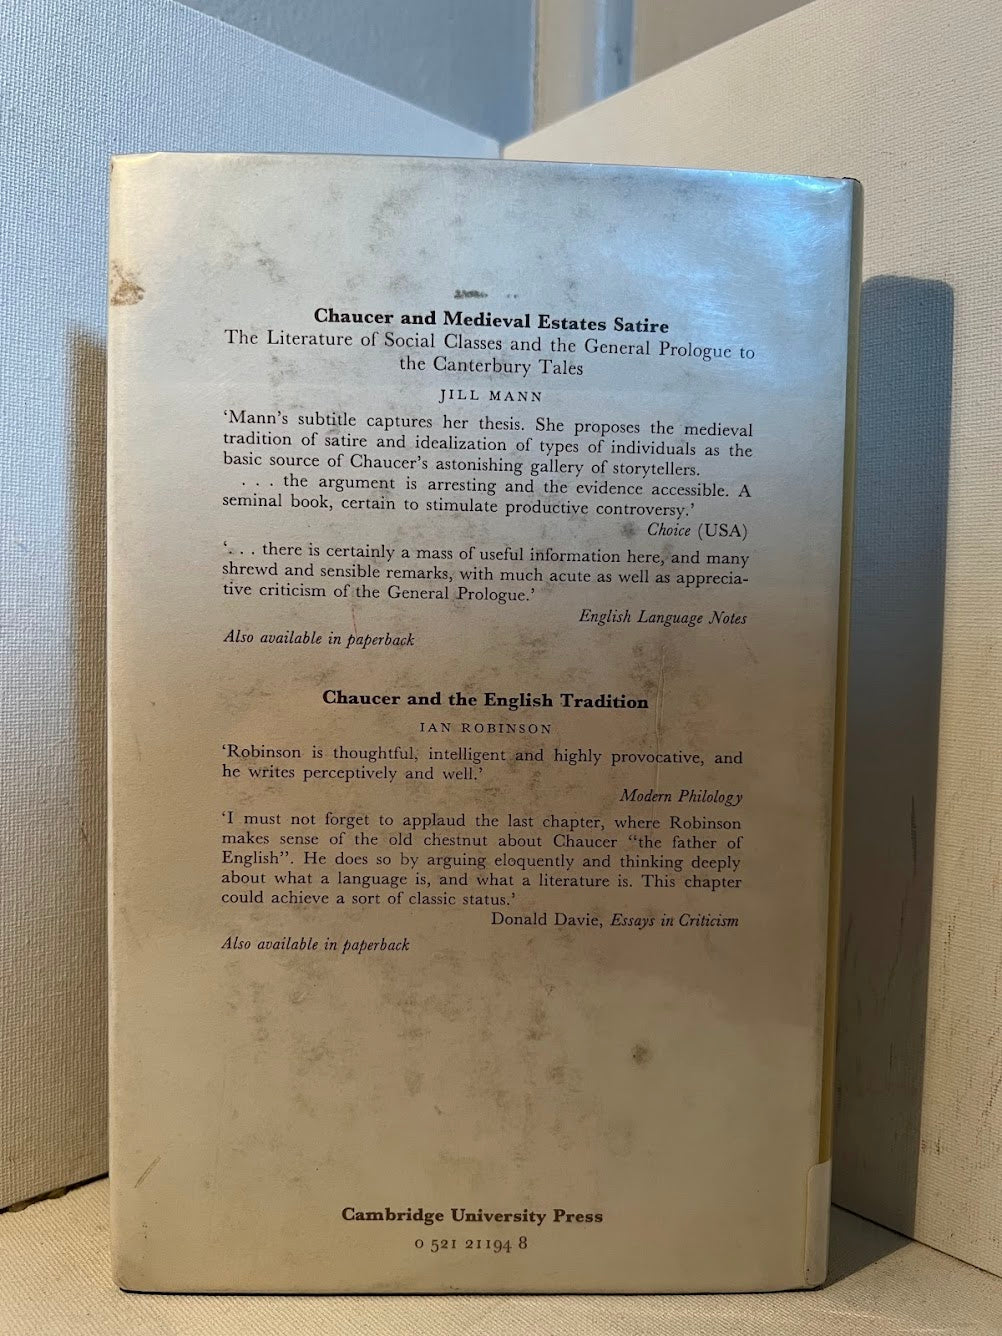 Chaucer and Medieval Estates Satire
The Literature of Social Classes and the General Prologue to
the Canterbury Tales
JILL MANN
‘Mann’s subtitle captures her thesis. She proposes the medieval
tradition of satire and idealization of types of individuals as the
basic source of Chaucer’s astonishing gallery of storytellers.
. . . the argument is arresting and the evidence accessible. A
seminal book, certain to stimulate productive controversy.’
Choice (USA)
‘. . . there is certainly a mass of useful information here, and many
shrewd and sensible remarks, with much acute as well as apprecia-
tive criticism of the General Prologue.’
English Language Notes
Also available in paperback
Chaucer and the English Tradition
IAN ROBINSON
‘Robinson is thoughtful, intelligent and highly provocative, and
he writes perceptively and well.’
Modern Philology
‘I must not forget to applaud the last chapter, where Robinson
makes sense of the old chestnut about Chaucer “the father of
English”. He does so by arguing eloquently and thinking deeply
about what a language is, and what a literature is. This chapter
could achieve a sort of classic status.’
Donald Davie, Essays in Criticism
Also available in paperback
Cambridge University Press
0 521 21194 8